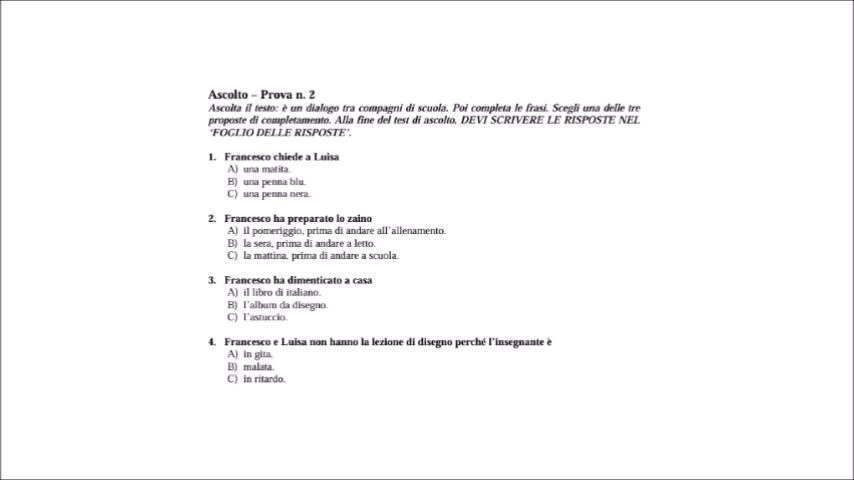 Ascolto – Prova n. 2
Ascolta il testo: è un dialogo tra compagni di scuola. Poi completa le frasi. Scegli una delle tre
proposte di completamento. Alla fine del test di ascolto, DEVI SCRIVERE LE RISPOSTE NEL
'FOGLIO DELLE RISPOSTE'.
1. Francesco chiede a Luisa
A) una matita.
B) una penna blu.
C) una penna nera.
2. Francesco ha preparato lo zaino
A) il pomeriggio, prima di andare all'allenamento.
B) la sera, prima di andare a letto.
C) la mattina, prima di andare a scuola.
3. Francesco ha dimenticato a casa
A) il libro di italiano.
B) l'album da disegno.
C) l'astuccio.
4. Francesco e Luisa non hanno la lezione di disegno perché l'insegnante è
A) in gita.
B) malata.
C) in ritardo.